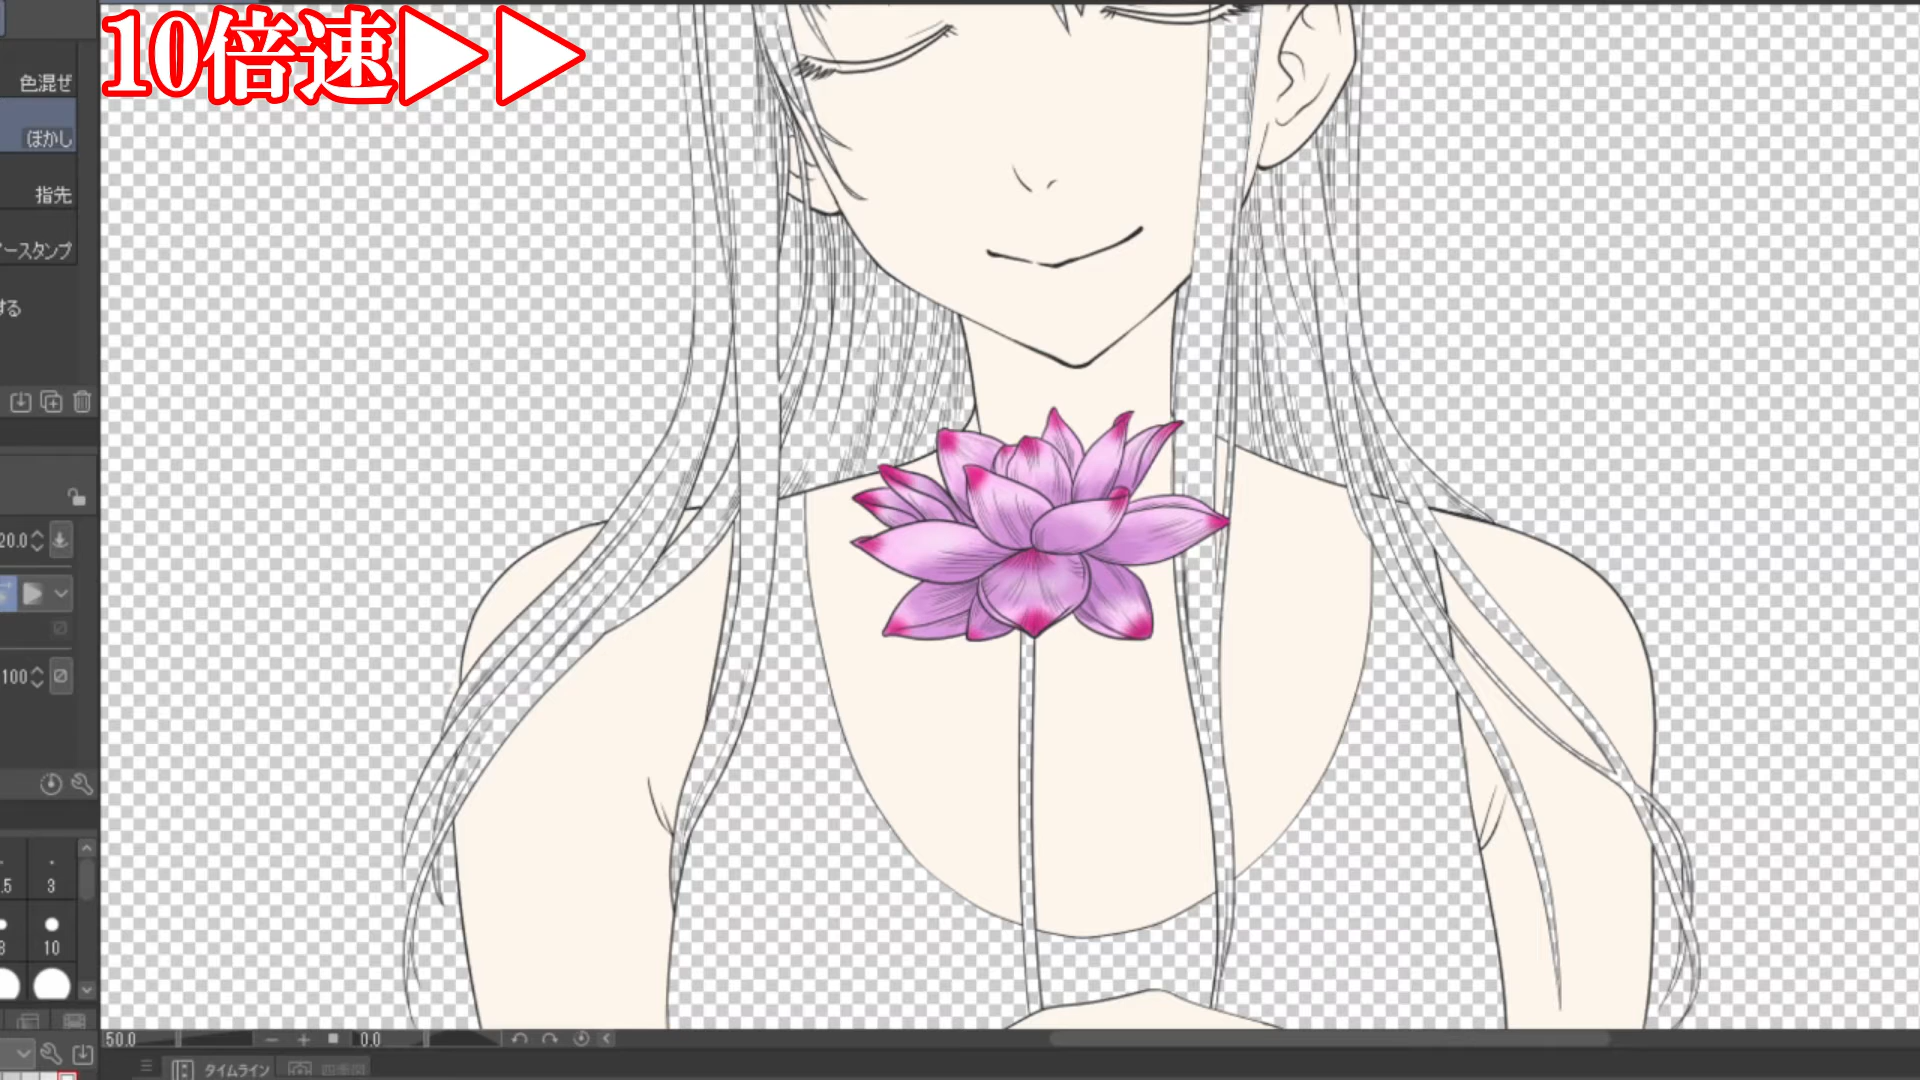 10倍速▷▷
色混ぜ
ぼかし
指先
ースタンプ
する
20.0
100
.5 3
8 10
50.0 0.0
タイムライン